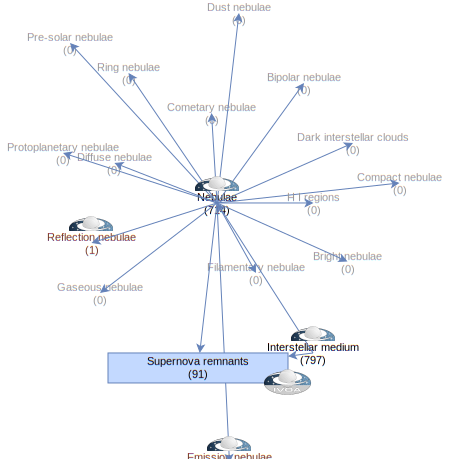 Dust nebulae
(0)
Pre-solar nebulae
(0)
Ring nebulae
(0)
Bipolar nebulae
(0)
Cometary nebulae
(0)
Dark interstellar clouds
(0)
Protoplanetary nebulae
(0)
Diffuse nebulae
(0)
Compact nebulae
(0)
Nebulae
(714)
H I regions
(0)
Reflection nebulae
(1)
Bright nebulae
(0)
Filamentary nebulae
(0)
Gaseous nebulae
(0)
Interstellar medium
(797)
Supernova remnants
(91)
IVOA
Emission nebulae